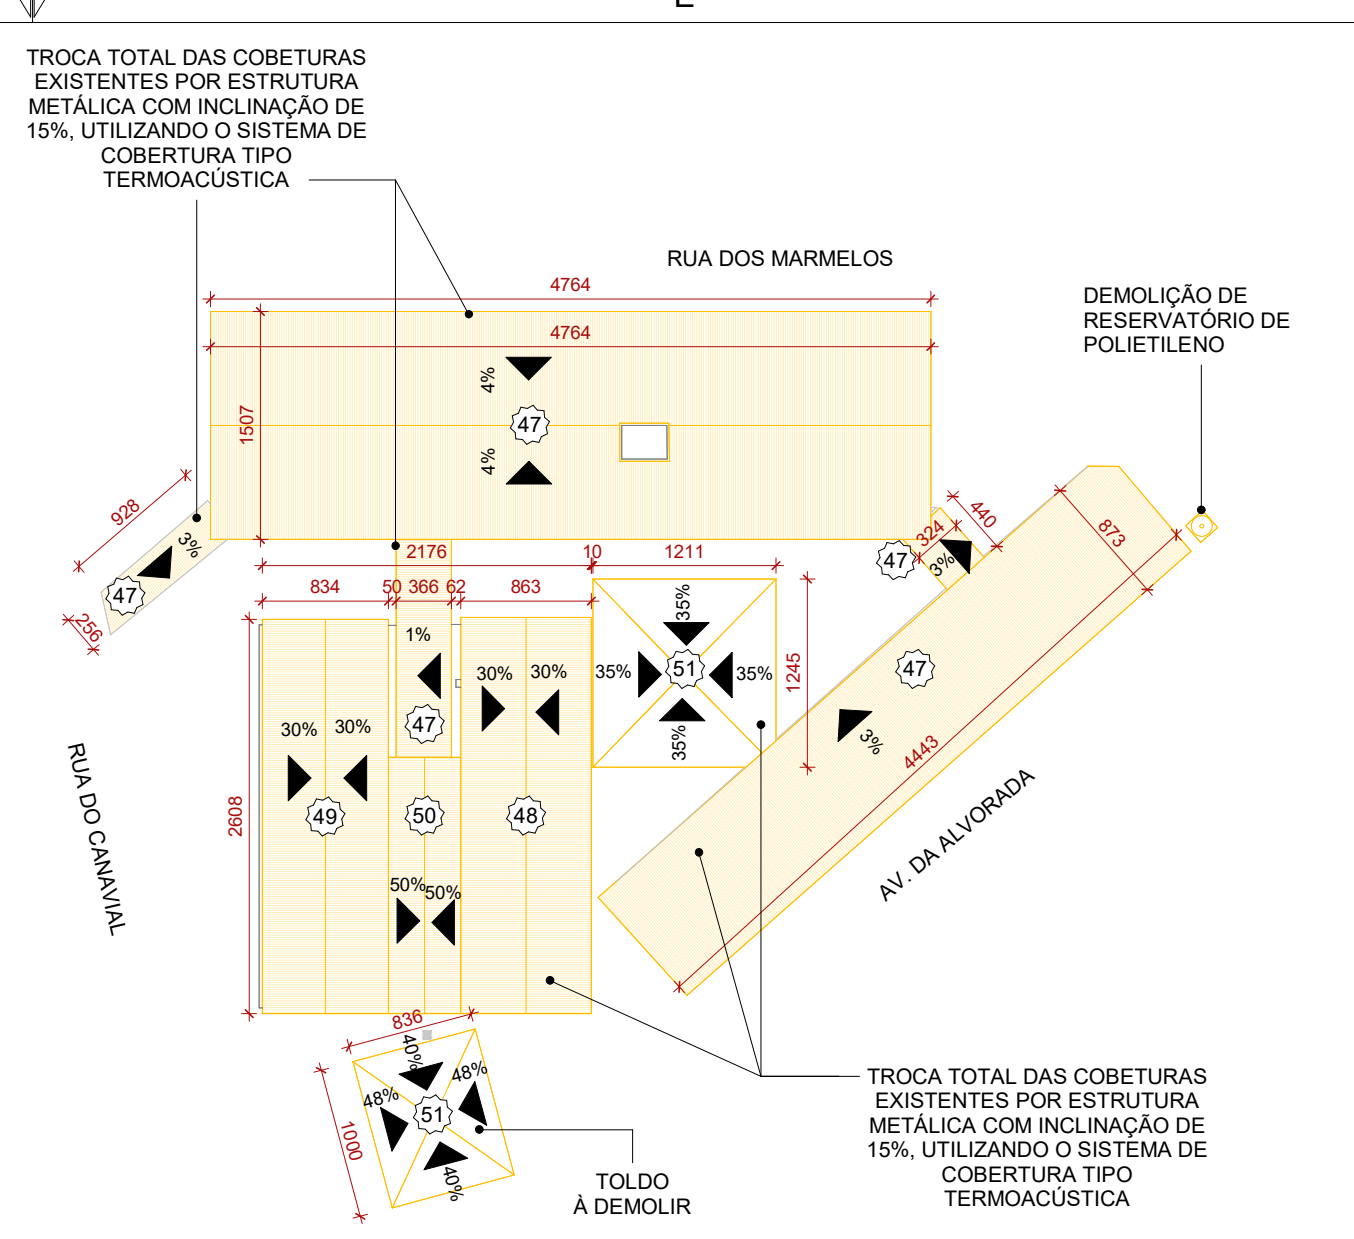 E
TROCA TOTAL DAS COBETURAS
EXISTENTES POR ESTRUTURA
METÁLICA COM INCLINAÇÃO DE
15%, UTILIZANDO O SISTEMA DE
COBERTURA TIPO
TERMOACÚSTICA
RUA DOS MARMELOS
4764
DEMOLIÇÃO DE
RESERVATÓRIO DE
POLIETILENO
4764
4%
47
4%
1507
928
3%
47
256
440
324
873
47
3%
2176
10
1211
834
50
366
62
863
1%
47
30%
30%
30%
30%
35%
35%
51
35%
35%
1245
47
3%
4443
AV. DA ALVORADA
RUA DO CANAVIAL
2608
49
50
48
50%
50%
836
1000
40%
48%
48%
51
40%
TOLDO
À DEMOLIR
TROCA TOTAL DAS COBETURAS
EXISTENTES POR ESTRUTURA
METÁLICA COM INCLINAÇÃO DE
15%, UTILIZANDO O SISTEMA DE
COBERTURA TIPO
TERMOACÚSTICA